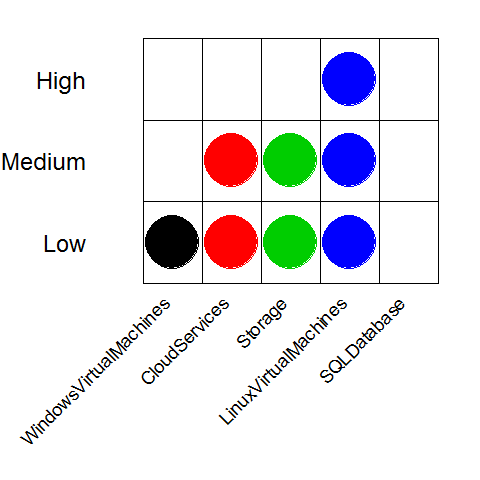 High
Medium
Low
WindowsVirtualMachines
CloudServices
Storage
LinuxVirtualMachines
SQLDatabase